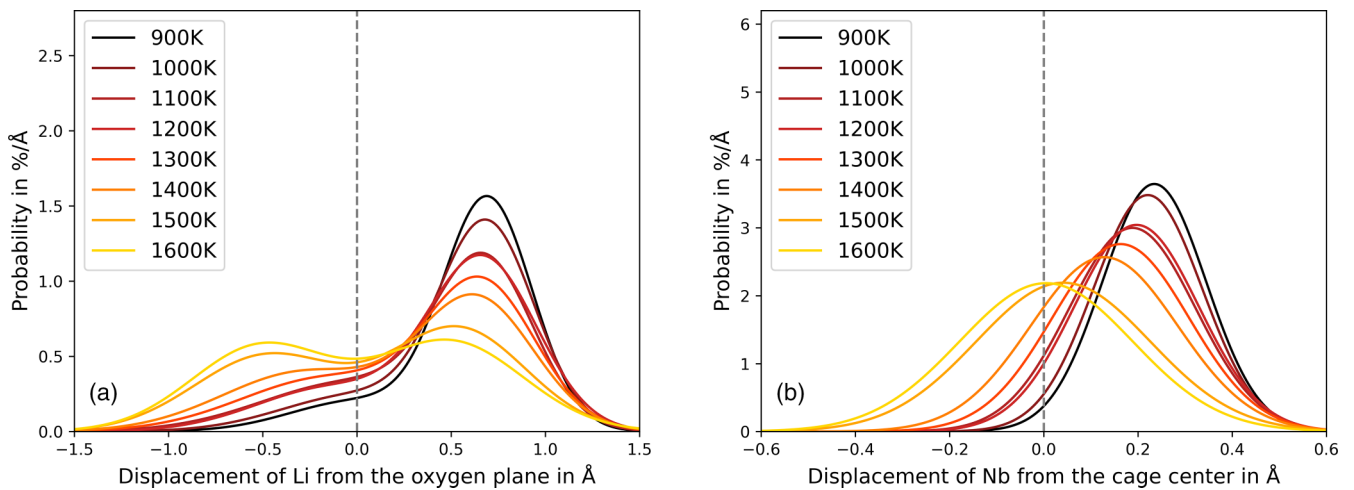 2.5
2.0
1.5
1.0
0.5
0.0
Probability in %/Å
900K
1000K
1100K
1200K
1300K
1400K
1500K
1600K
(a)
−1.5 −1.0 −0.5 0.0 0.5 1.0 1.5
Displacement of Li from the oxygen plane in Å
6
5
4
3
2
1
0
Probability in %/Å
900K
1000K
1100K
1200K
1300K
1400K
1500K
1600K
(b)
−0.6 −0.4 −0.2 0.0 0.2 0.4 0.6
Displacement of Nb from the cage center in Å